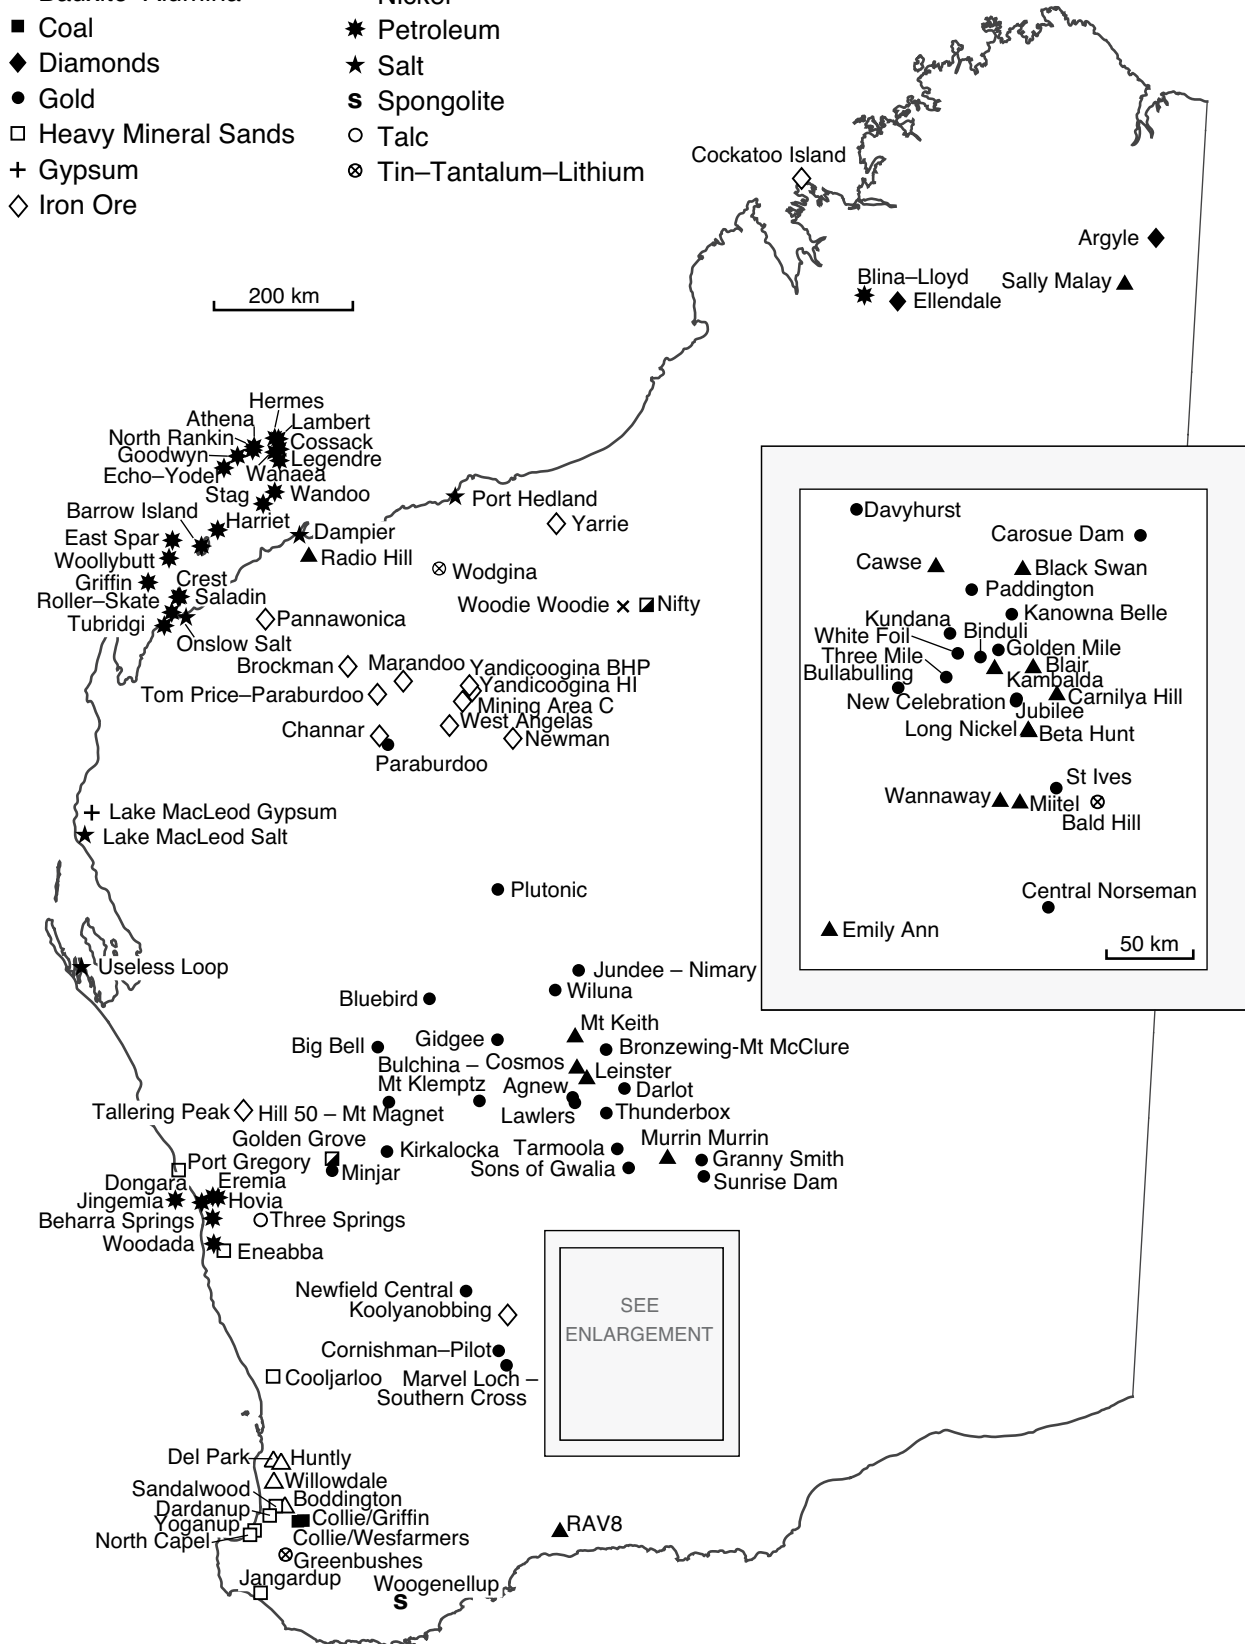 Bauxite–Alumina
Nickel
Coal
Petroleum
Diamonds
Salt
Gold
s Spongolite
Heavy Mineral Sands
Talc
Gypsum
Tin–Tantalum–Lithium
Iron Ore
200 km
Cockatoo Island
Argyle
Blina–Lloyd
Sally Malay
Ellendale
Hermes
Athena
Lambert
North Rankin
Cossack
Goodwyn
Legendre
Echo–Yodel
Wanaea
Stag
Wandoo
Port Hedland
Barrow Island
Harriet
Yarrie
East Spar
Dampier
Woollybutt
Radio Hill
Griffin
Crest
Wodgina
Roller–Skate
Saladin
Woodie Woodie
Nifty
Tubridgi
Pannawonica
Onslow Salt
Brockman
Marandoo
Yandicoogina BHP
Tom Price–Paraburdoo
Yandicoogina HI
Mining Area C
Channar
West Angelas
Newman
Paraburdoo
Lake MacLeod Gypsum
Lake MacLeod Salt
Plutonic
Useless Loop
Davyhurst
Carosue Dam
Cawse
Black Swan
Paddington
Kanowna Belle
Kundana
White Foil
Binduli
Golden Mile
Three Mile
Blair
Bullabulling
Kambalda
New Celebration
Carnilya Hill
Jubilee
Long Nickel
Beta Hunt
St Ives
Wannaway
Miitel
Bald Hill
Central Norseman
Emily Ann
50 km
Jundee – Nimary
Wiluna
Bluebird
Mt Keith
Big Bell
Gidgee
Bronzewing-Mt McClure
Bulchina –
Cosmos
Mt Klemptz
Leinster
Agnew
Darlot
Tallering Peak
Hill 50 – Mt Magnet
Lawlers
Thunderbox
Golden Grove
Kirkalocka
Tarmoola
Murrin Murrin
Port Gregory
Minjar
Sons of Gwalia
Granny Smith
Sunrise Dam
Dongara
Eremia
Jingemia
Hovia
Beharra Springs
Three Springs
Woodada
Eneabba
Newfield Central
Koolyanobbing
SEE
ENLARGEMENT
Cornishman–Pilot
Cooljarloo
Marvel Loch –
Southern Cross
Del Park
Huntly
Willowdale
Sandalwood
Boddington
Dardanup
Collie/Griffin
Yoganup
Collie/Wesfarmers
North Capel
Greenbushes
RAV8
Jangardup
Woogenellup
s